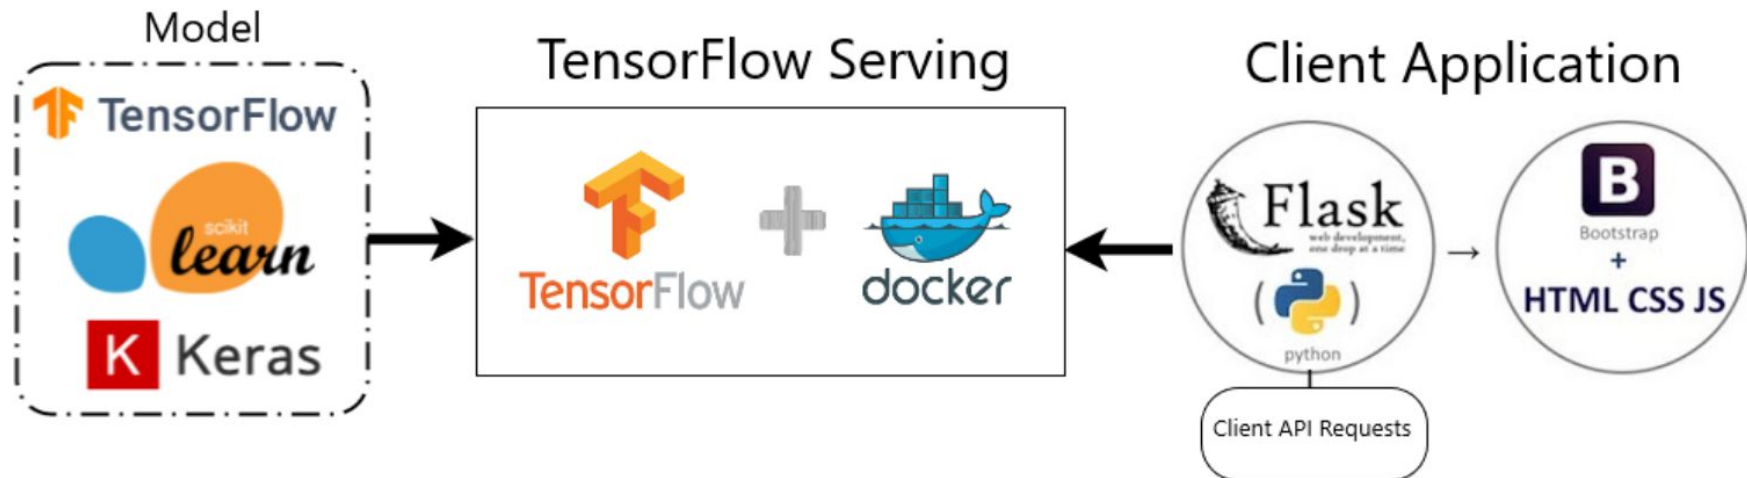 Model
TensorFlow
scikit
learn
K Keras
TensorFlow Serving
TensorFlow
docker
Client Application
Flask
web development,
one drop at a time
( )
python
Client API Requests
→
B
Bootstrap
+
HTML CSS JS